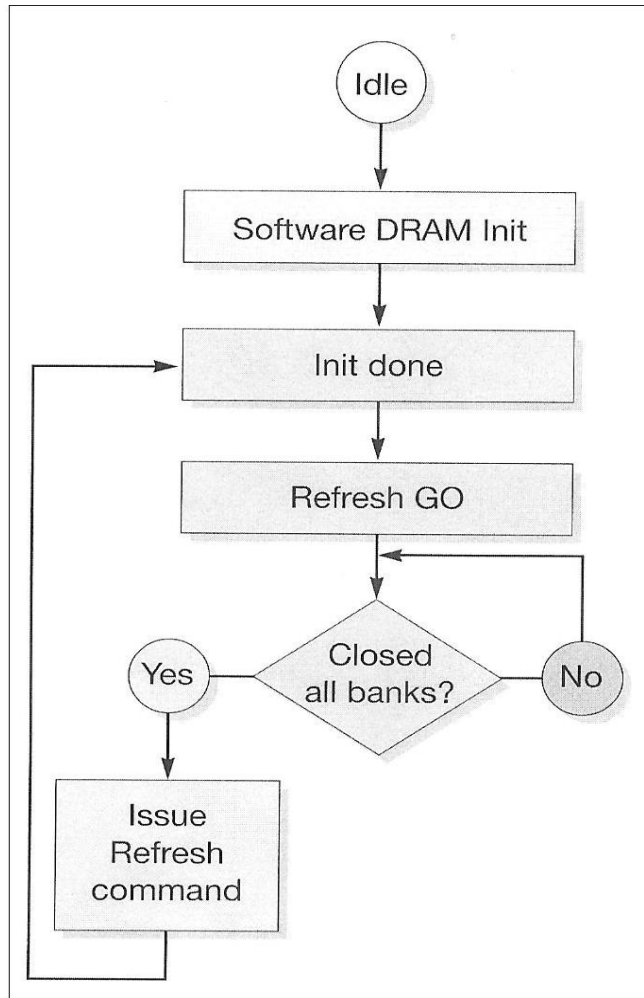 Idle
Software DRAM Init
Init done
Refresh GO
Closed
all banks?
Yes
No
Issue
Refresh
command